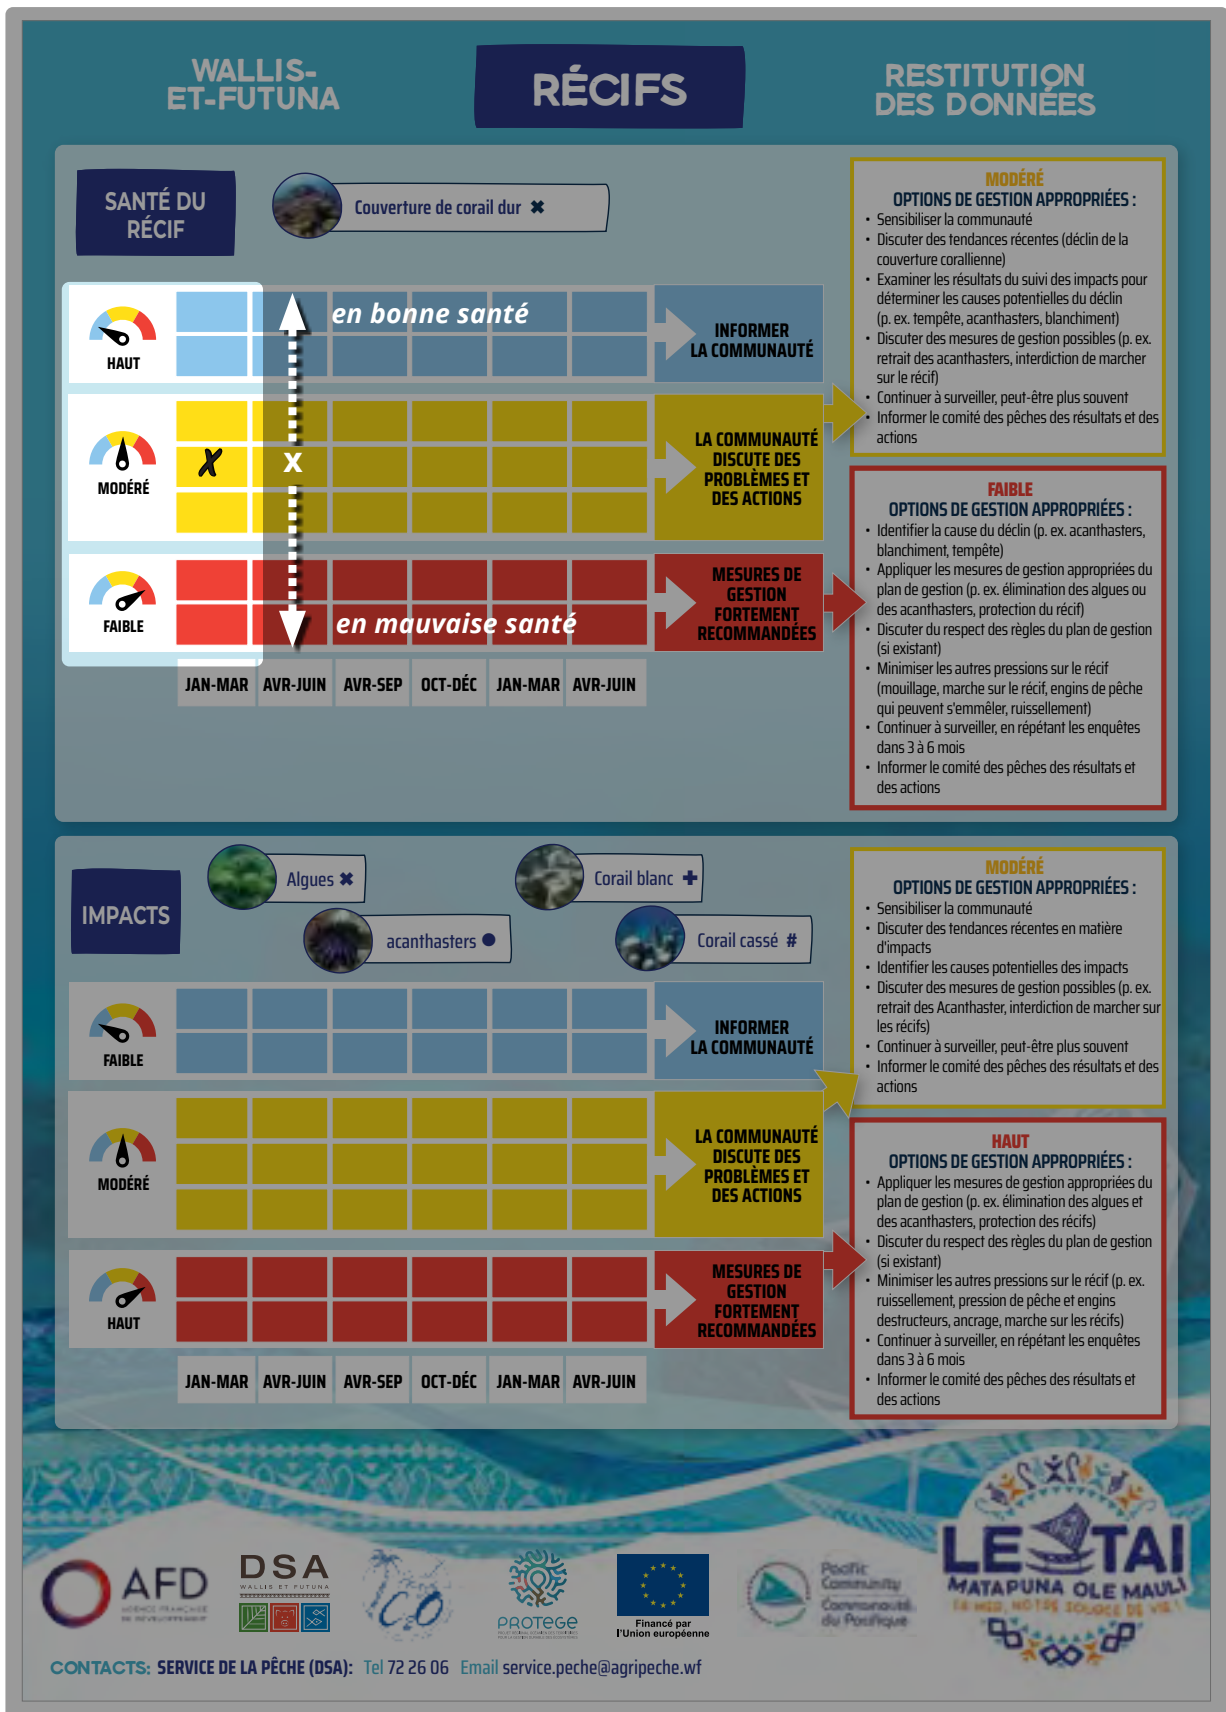 WALLIS-
ET-FUTUNA
RÉCIFS
RESTITUTION
DES DONNÉES
SANTÉ DU
RÉCIF
Couverture de corail dur ✖
HAUT
MODÉRÉ
FAIBLE
en bonne santé
X
X
en mauvaise santé
INFORMER
LA COMMUNAUTÉ
LA COMMUNAUTÉ
DISCUTE DES
PROBLÈMES ET
DES ACTIONS
MESURES DE
GESTION
FORTEMENT
RECOMMANDÉES
JAN-MAR AVR-JUIN AVR-SEP OCT-DÉC JAN-MAR AVR-JUIN
MODÉRÉ
OPTIONS DE GESTION APPROPRIÉES :
• Sensibiliser la communauté
• Discuter des tendances récentes (déclin de la
couverture corallienne)
• Examiner les résultats du suivi des impacts pour
déterminer les causes potentielles du déclin
(p. ex. tempête, acanthasters, blanchiment)
• Discuter des mesures de gestion possibles (p. ex.
retrait des acanthasters, interdiction de marcher
sur le récif)
• Continuer à surveiller, peut-être plus souvent
• Informer le comité des pêches des résultats et des
actions
FAIBLE
OPTIONS DE GESTION APPROPRIÉES :
• Identifier la cause du déclin (p. ex. acanthasters,
blanchiment, tempête)
• Appliquer les mesures de gestion appropriées du
plan de gestion (p. ex. élimination des algues ou
des acanthasters, protection du récif)
• Discuter du respect des règles du plan de gestion
(si existant)
• Minimiser les autres pressions sur le récif
(mouillage, marche sur le récif, engins de pêche
qui peuvent s'emmêler, ruissellement)
• Continuer à surveiller, en répétant les enquêtes
dans 3 à 6 mois
• Informer le comité des pêches des résultats et
des actions
IMPACTS
Algues ✖
Corail blanc ✚
acanthasters ●
Corail cassé #
FAIBLE
MODÉRÉ
HAUT
INFORMER
LA COMMUNAUTÉ
LA COMMUNAUTÉ
DISCUTE DES
PROBLÈMES ET
DES ACTIONS
MESURES DE
GESTION
FORTEMENT
RECOMMANDÉES
JAN-MAR AVR-JUIN AVR-SEP OCT-DÉC JAN-MAR AVR-JUIN
MODÉRÉ
OPTIONS DE GESTION APPROPRIÉES :
• Sensibiliser la communauté
• Discuter des tendances récentes en matière
d'impacts
• Identifier les causes potentielles des impacts
• Discuter des mesures de gestion possibles (p. ex.
retrait des Acanthaster, interdiction de marcher sur
les récifs)
• Continuer à surveiller, peut-être plus souvent
• Informer le comité des pêches des résultats et des
actions
HAUT
OPTIONS DE GESTION APPROPRIÉES :
• Appliquer les mesures de gestion appropriées du
plan de gestion (p. ex. élimination des algues et
des acanthasters, protection des récifs)
• Discuter du respect des règles du plan de gestion
(si existant)
• Minimiser les autres pressions sur le récif (p. ex.
ruissellement, pression de pêche et engins
destructeurs, ancrage, marche sur les récifs)
• Continuer à surveiller, en répétant les enquêtes
dans 3 à 6 mois
• Informer le comité des pêches des résultats et
des actions
AFD
AGENCE FRANÇAISE
DE DÉVELOPPEMENT
DSA
WALLIS ET FUTUNA
CO
PROTEGE
Financé par
l'Union européenne
Pacific
Community
Communauté
du Pacifique
LE TAI
MATAPUNA OLE MAULI
LA MER, NOTRE SOURCE DE VIE !
CONTACTS: SERVICE DE LA PÊCHE (DSA): Tel 72 26 06 Email service.peche@agripeche.wf